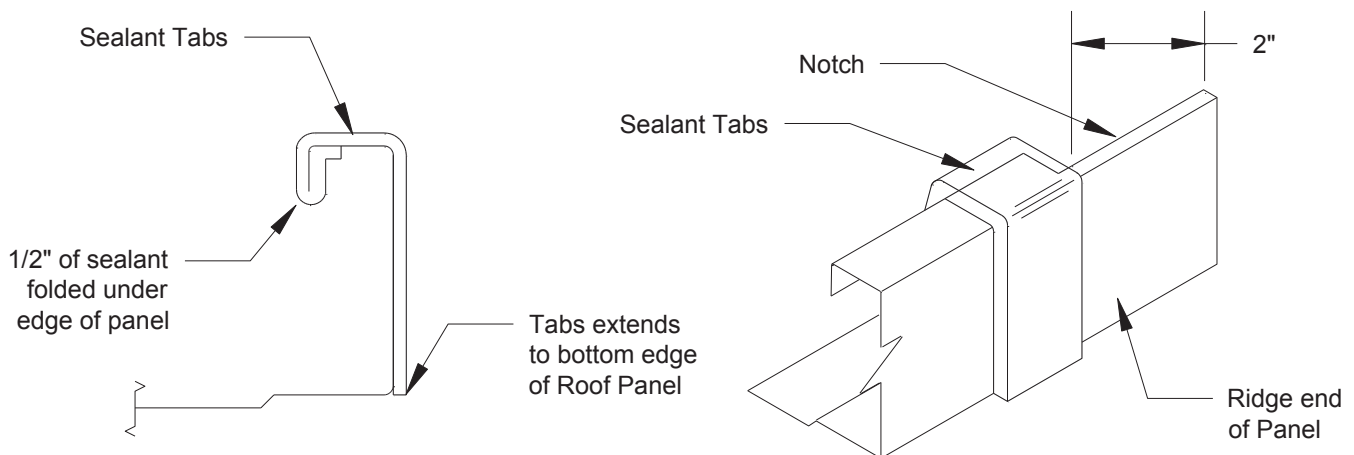 Sealant Tabs
1/2" of sealant
folded under
edge of panel
Tabs extends
to bottom edge
of Roof Panel
2"
Notch
Sealant Tabs
Ridge end
of Panel